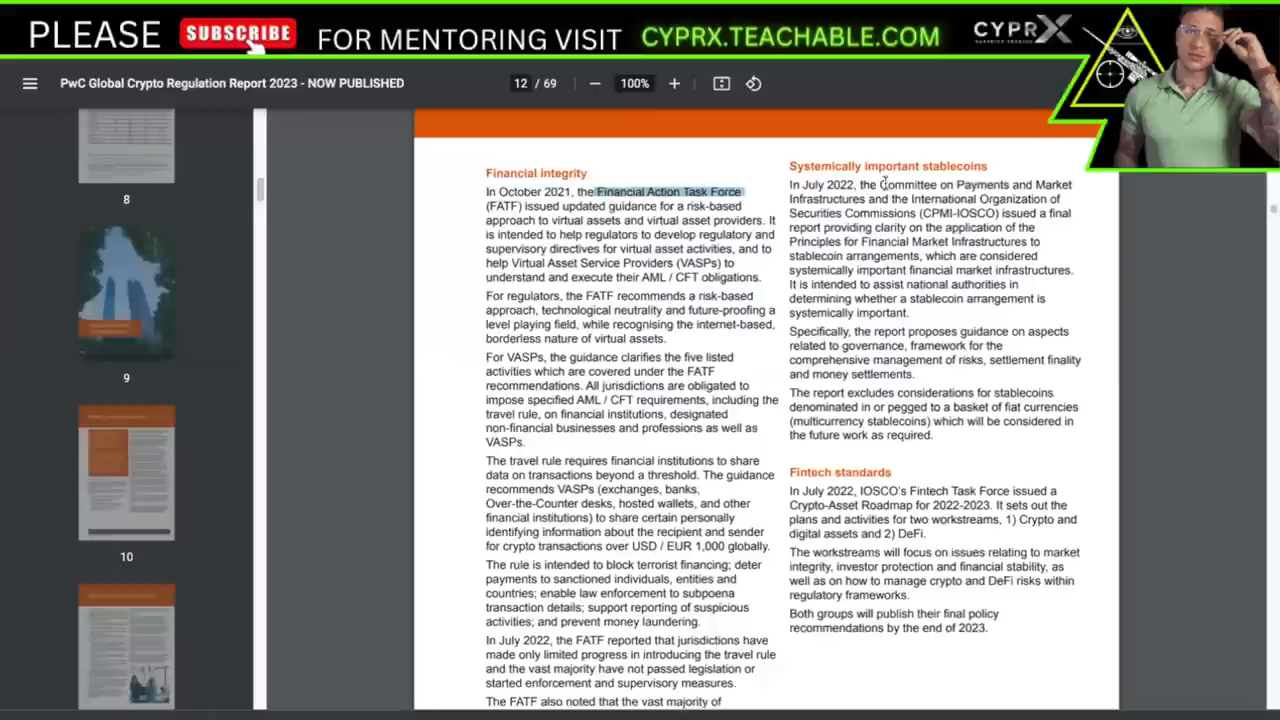 PLEASE SUBSCRIBE FOR MENTORING VISIT CYPRX.TEACHABLE.COM CYPRX
PwC Global Crypto Regulation Report 2023 - NOW PUBLISHED 12 / 69 100%
8
9
10
Financial integrity
In October 2021, the Financial Action Task Force
(FATF) issued updated guidance for a risk-based
approach to virtual assets and virtual asset providers. It
is intended to help regulators to develop regulatory and
supervisory directives for virtual asset activities, and to
help Virtual Asset Service Providers (VASPs) to
understand and execute their AML / CFT obligations.
For regulators, the FATF recommends a risk-based
approach, technological neutrality and future-proofing a
level playing field, while recognising the internet-based,
borderless nature of virtual assets.
For VASPs, the guidance clarifies the five listed
activities which are covered under the FATF
recommendations. All jurisdictions are obligated to
impose specified AML / CFT requirements, including the
travel rule, on financial institutions, designated
non-financial businesses and professions as well as
VASPs.
The travel rule requires financial institutions to share
data on transactions beyond a threshold. The guidance
recommends VASPs (exchanges, banks,
Over-the-Counter desks, hosted wallets, and other
financial institutions) to share certain personally
identifying information about the recipient and sender
for crypto transactions over USD / EUR 1,000 globally.
The rule is intended to block terrorist financing; deter
payments to sanctioned individuals, entities and
countries; enable law enforcement to subpoena
transaction details; support reporting of suspicious
activities; and prevent money laundering.
In July 2022, the FATF reported that jurisdictions have
made only limited progress in introducing the travel rule
and the vast majority have not passed legislation or
started enforcement and supervisory measures.
The FATF also noted that the vast majority of
Systemically important stablecoins
In July 2022, the Committee on Payments and Market
Infrastructures and the International Organization of
Securities Commissions (CPMI-IOSCO) issued a final
report providing clarity on the application of the
Principles for Financial Market Infrastructures to
stablecoin arrangements, which are considered
systemically important financial market infrastructures.
It is intended to assist national authorities in
determining whether a stablecoin arrangement is
systemically important.
Specifically, the report proposes guidance on aspects
related to governance, framework for the
comprehensive management of risks, settlement finality
and money settlements.
The report excludes considerations for stablecoins
denominated in or pegged to a basket of fiat currencies
(multicurrency stablecoins) which will be considered in
the future work as required.
Fintech standards
In July 2022, IOSCO's Fintech Task Force issued a
Crypto-Asset Roadmap for 2022-2023. It sets out the
plans and activities for two workstreams, 1) Crypto and
digital assets and 2) DeFi.
The workstreams will focus on issues relating to market
integrity, investor protection and financial stability, as
well as on how to manage crypto and DeFi risks within
regulatory frameworks.
Both groups will publish their final policy
recommendations by the end of 2023.